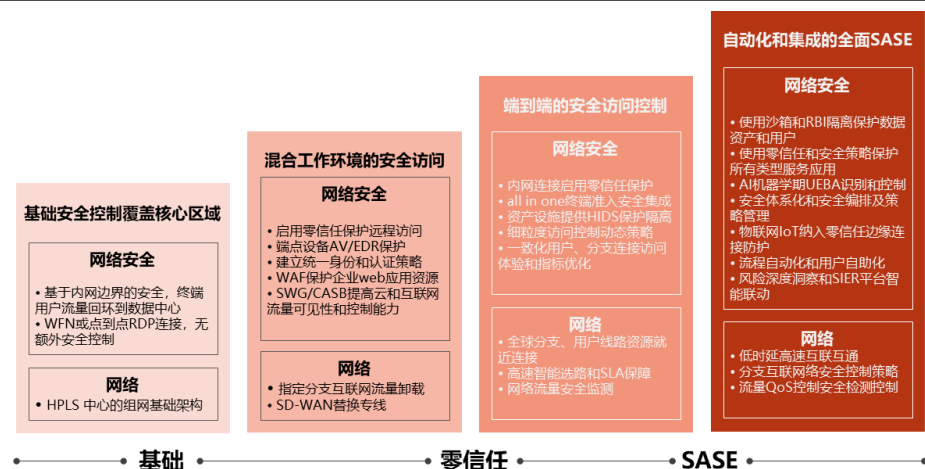 基础安全控制覆盖核心区域
网络安全
• 基于内网边界的安全，终端
用户流量回环到数据中心
• WFN或点到点RDP连接，无
额外安全控制
网络
• HPLS 中心的组网基础架构
混合工作环境的安全访问
网络安全
• 启用零信任保护远程访问
• 端点设备AV/EDR保护
• 建立统一身份和认证策略
• WAF保护企业web应用资源
• SWG/CASB提高云和互联网
流量可见性和控制能力
网络
• 指定分支互联网流量卸载
• SD-WAN替换专线
端到端的安全访问控制
网络安全
• 内网连接启用零信任保护
• all in one终端准入安全集成
• 资产设施提供HIDS保护隔离
• 细粒度访问控制动态策略
• 一致化用户、分支连接访问
体验和指标优化
网络
• 全球分支、用户线路资源就
近连接
• 高速智能选路和SLA保障
• 网络流量安全监测
自动化和集成的全面SASE
网络安全
• 使用沙箱和RBI隔离保护数据
资产和用户
• 使用零信任和安全策略保护
所有类型服务应用
• AI机器学期UEBA识别和控制
• 安全体系化和安全编排及策
略管理
• 物联网IoT纳入零信任边缘连
接防护
• 流程自动化和用户自助化
• 风险深度洞察和SIER平台智
能联动
网络
• 低时延高速互联互通
• 分支互联网络安全控制策略
• 流量QoS控制安全检测控制
基础
零信任
SASE